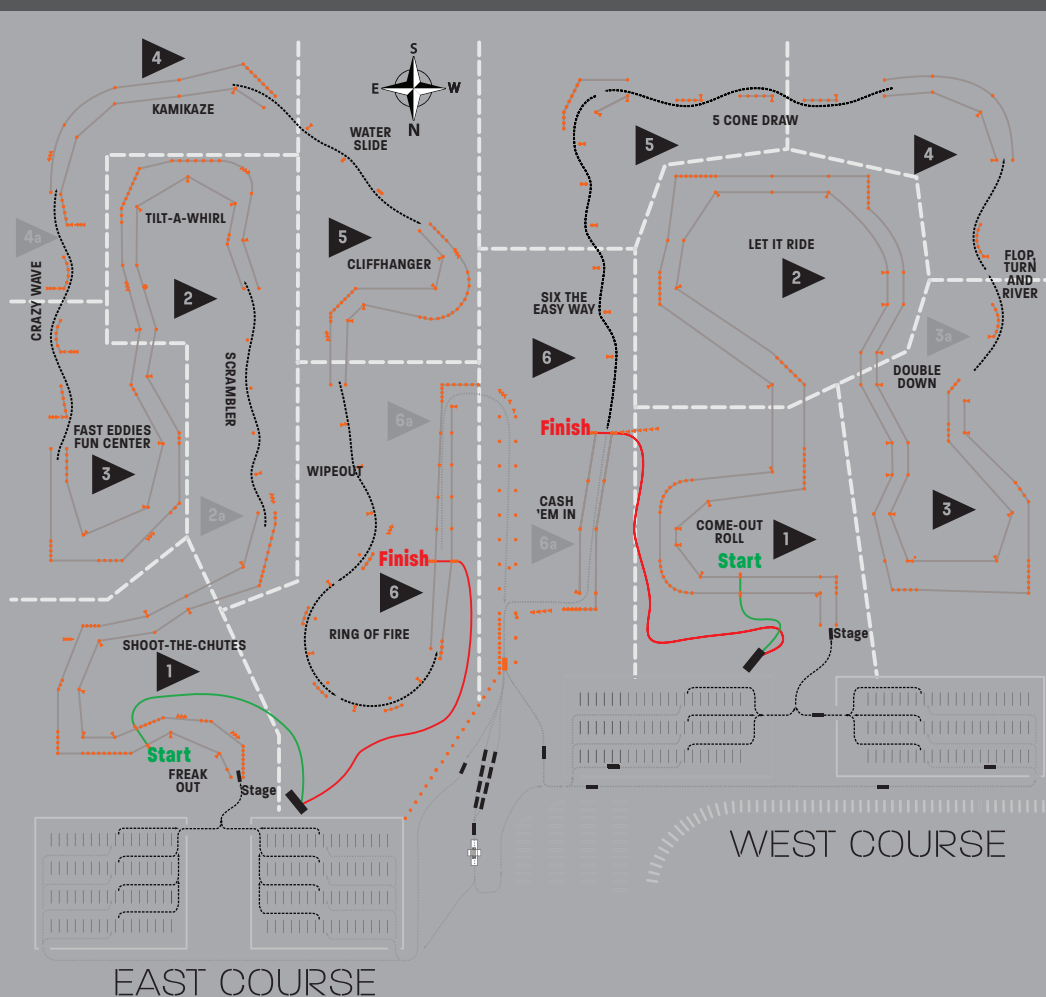 S
E
W
N
4
KAMIKAZE
WATER
SLIDE
TILT-A-WHIRL
4a
CRAZY WAVE
5
CLIFFHANGER
2
SCRAMBLER
FAST EDDIES
FUN CENTER
3
2a
6a
WIPEOUT
Finish
6
RING OF FIRE
SHOOT-THE-CHUTES
1
Start
FREAK
OUT
Stage
EAST COURSE
5 CONE DRAW
5
4
LET IT RIDE
2
FLOP,
TURN
AND
RIVER
SIX THE
EASY WAY
6
3a
DOUBLE
DOWN
Finish
CASH
'EM IN
6a
COME-OUT
ROLL
1
Start
3
Stage
WEST COURSE